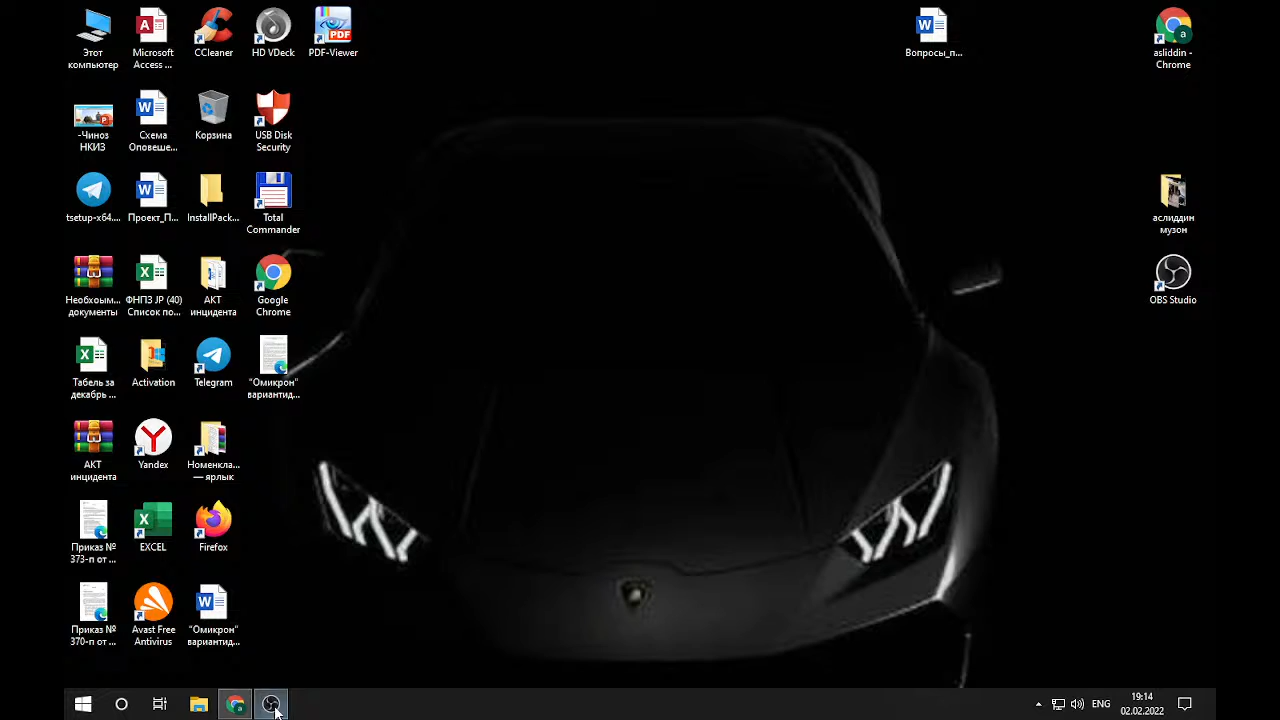 Этот
компьютер
Microsoft
Access ...
CCleaner
HD VDeck
PDF-Viewer
Вопросы_п...
asliddin -
Chrome
-Чиноз
НКИЗ
Схема
Оповеше...
Корзина
USB Disk
Security
tsetup-x64....
Проект_П...
InstallPack...
Total
Commander
аслиддин
музон
Необхоым...
документы
ФНПЗ JP (40)
Список по...
АКТ
инцидента
Google
Chrome
OBS Studio
Табель за
декабрь ...
Activation
Telegram
"Омикрон"
вариантид...
АКТ
инцидента
Yandex
Номенкла...
— ярлык
Приказ №
373-п от ...
EXCEL
Firefox
Приказ №
370-п от ...
Avast Free
Antivirus
"Омикрон"
вариантид...
ENG
19:14
02.02.2022